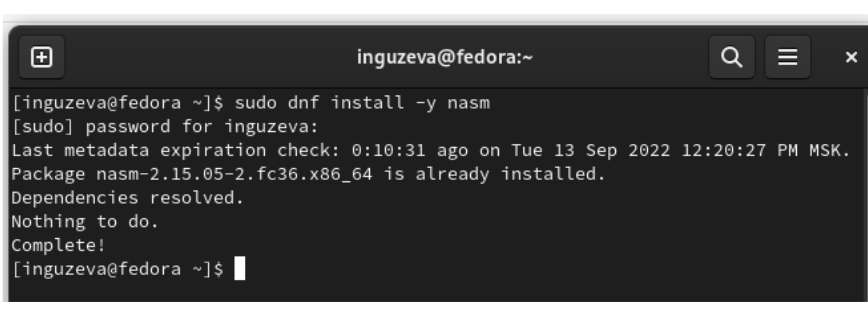 inguzeva@fedora:~
[inguzeva@fedora ~]$ sudo dnf install -y nasm
[sudo] password for inguzeva:
Last metadata expiration check: 0:10:31 ago on Tue 13 Sep 2022 12:20:27 PM MSK.
Package nasm-2.15.05-2.fc36.x86_64 is already installed.
Dependencies resolved.
Nothing to do.
Complete!
[inguzeva@fedora ~]$